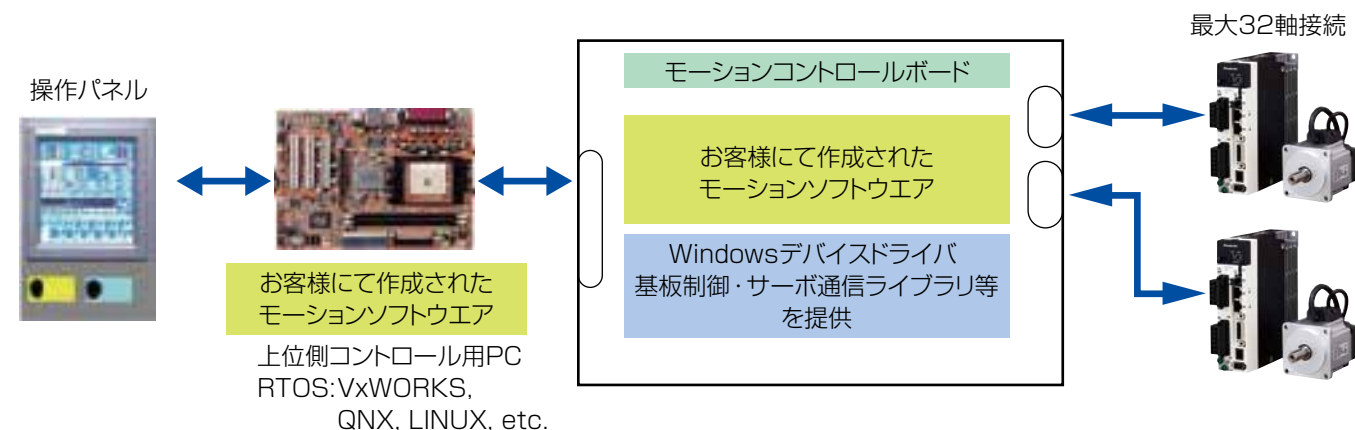 最大32軸接続
操作パネル
モーションコントロールボード
お客様にて作成された
モーションソフトウエア
Windowsデバイスドライバ
基板制御・サーボ通信ライブラリ等
を提供
お客様にて作成された
モーションソフトウエア
上位側コントロール用PC
RTOS:VxWORKS,
QNX, LINUX, etc.